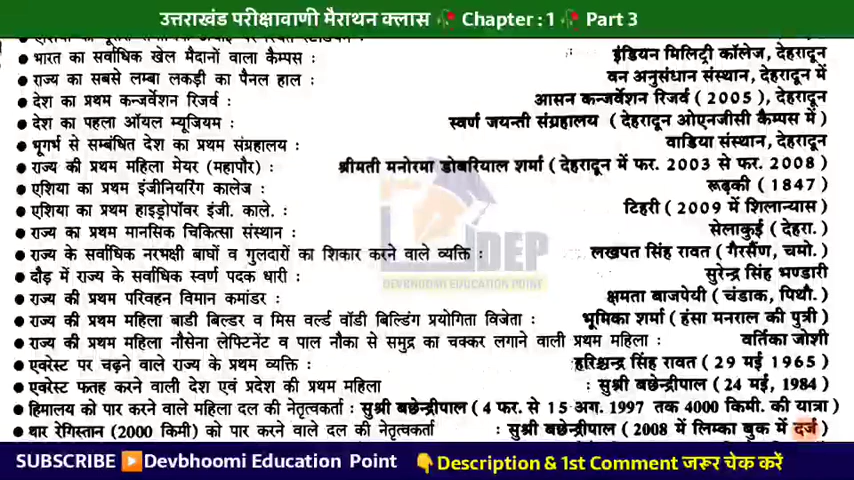 उत्तराखंड परीक्षावाणी मैराथन क्लास 🥀 Chapter : 1 🥀 Part 3
● भारत का सर्वाधिक खेल मैदानों वाला कैम्पस : इंडियन मिलिट्री कॉलेज, देहरादून
● राज्य का सबसे लम्बा लकड़ी का पैनल हाल : वन अनुसंधान संस्थान, देहरादून में
● देश का प्रथम कन्जर्वेशन रिजर्व : आसन कन्जर्वेशन रिजर्व ( 2005 ), देहरादून
● देश का पहला ऑयल म्यूजियम : स्वर्ण जयन्ती संग्रहालय ( देहरादून ओएनजीसी कैम्पस में )
● भूगर्भ से सम्बंधित देश का प्रथम संग्रहालय : वाडिया संस्थान, देहरादून
● राज्य की प्रथम महिला मेयर (महापौर) : श्रीमती मनोरमा डोबरियाल शर्मा ( देहरादून में फर. 2003 से फर. 2008 )
● एशिया का प्रथम इंजीनियरिंग कालेज : रूढ़की ( 1847 )
● एशिया का प्रथम हाइड्रोपॉवर इंजी. काले. : टिहरी ( 2009 में शिलान्यास )
● राज्य का प्रथम मानसिक चिकित्सा संस्थान : सेलाकुई ( देहरा. )
● राज्य के सर्वाधिक नरभक्षी बाघों व गुलदारों का शिकार करने वाले व्यक्ति : लखपत सिंह रावत ( गैरसैंण, चमो. )
● दौड़ में राज्य के सर्वाधिक स्वर्ण पदक धारी : सुरेन्द्र सिंह भण्डारी
● राज्य की प्रथम परिवहन विमान कमांडर : क्षमता बाजपेयी ( चंडाक, पिथौ. )
● राज्य की प्रथम महिला बाडी बिल्डर व मिस वर्ल्ड वॉडी बिल्डिंग प्रयोगिता विजेता : भूमिका शर्मा ( हंसा मनराल की पुत्री )
● राज्य की प्रथम महिला नौसेना लेफ्टिनेंट व पाल नौका से समुद्र का चक्कर लगाने वाली प्रथम महिला : वर्तिका जोशी
● एवरेस्ट पर चढ़ने वाले राज्य के प्रथम व्यक्ति : हरिश्चन्द्र सिंह रावत ( 29 मई 1965 )
● एवरेस्ट फतह करने वाली देश एवं प्रदेश की प्रथम महिला : सुश्री बछेन्द्रीपाल ( 24 मई, 1984 )
● हिमालय को पार करने वाले महिला दल की नेतृत्वकर्ता : सुश्री बछेन्द्रीपाल ( 4 फर. से 15 अग. 1997 तक 4000 किमी. की यात्रा )
● थार रेगिस्तान (2000 किमी) को पार करने वाले दल की नेतृत्वकर्ता : सुश्री बछेन्द्रीपाल ( 2008 में लिम्का बुक में दर्ज )
DEP
DEVBHOOMI EDUCATION POINT
SUBSCRIBE ▶️Devbhoomi Education Point 👇Description & 1st Comment जरूर चेक करें